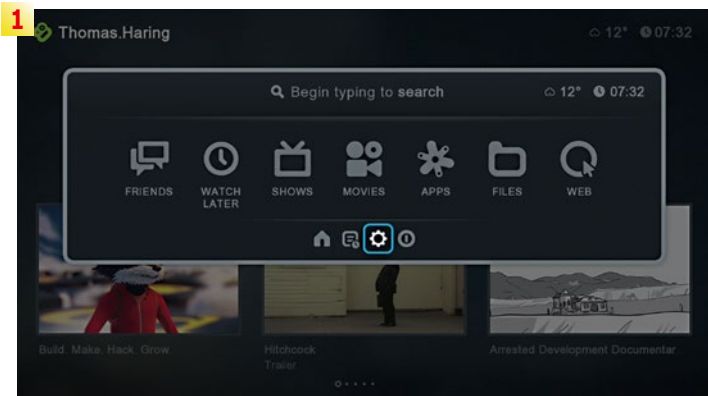 1
Thomas.Haring
12° 07:32
Begin typing to search
12° 07:32
FRIENDS
WATCH LATER
SHOWS
MOVIES
APPS
FILES
WEB
Build. Make. Hack. Grow.
Hitchcock
Trailer
Arrested Development Documentar...